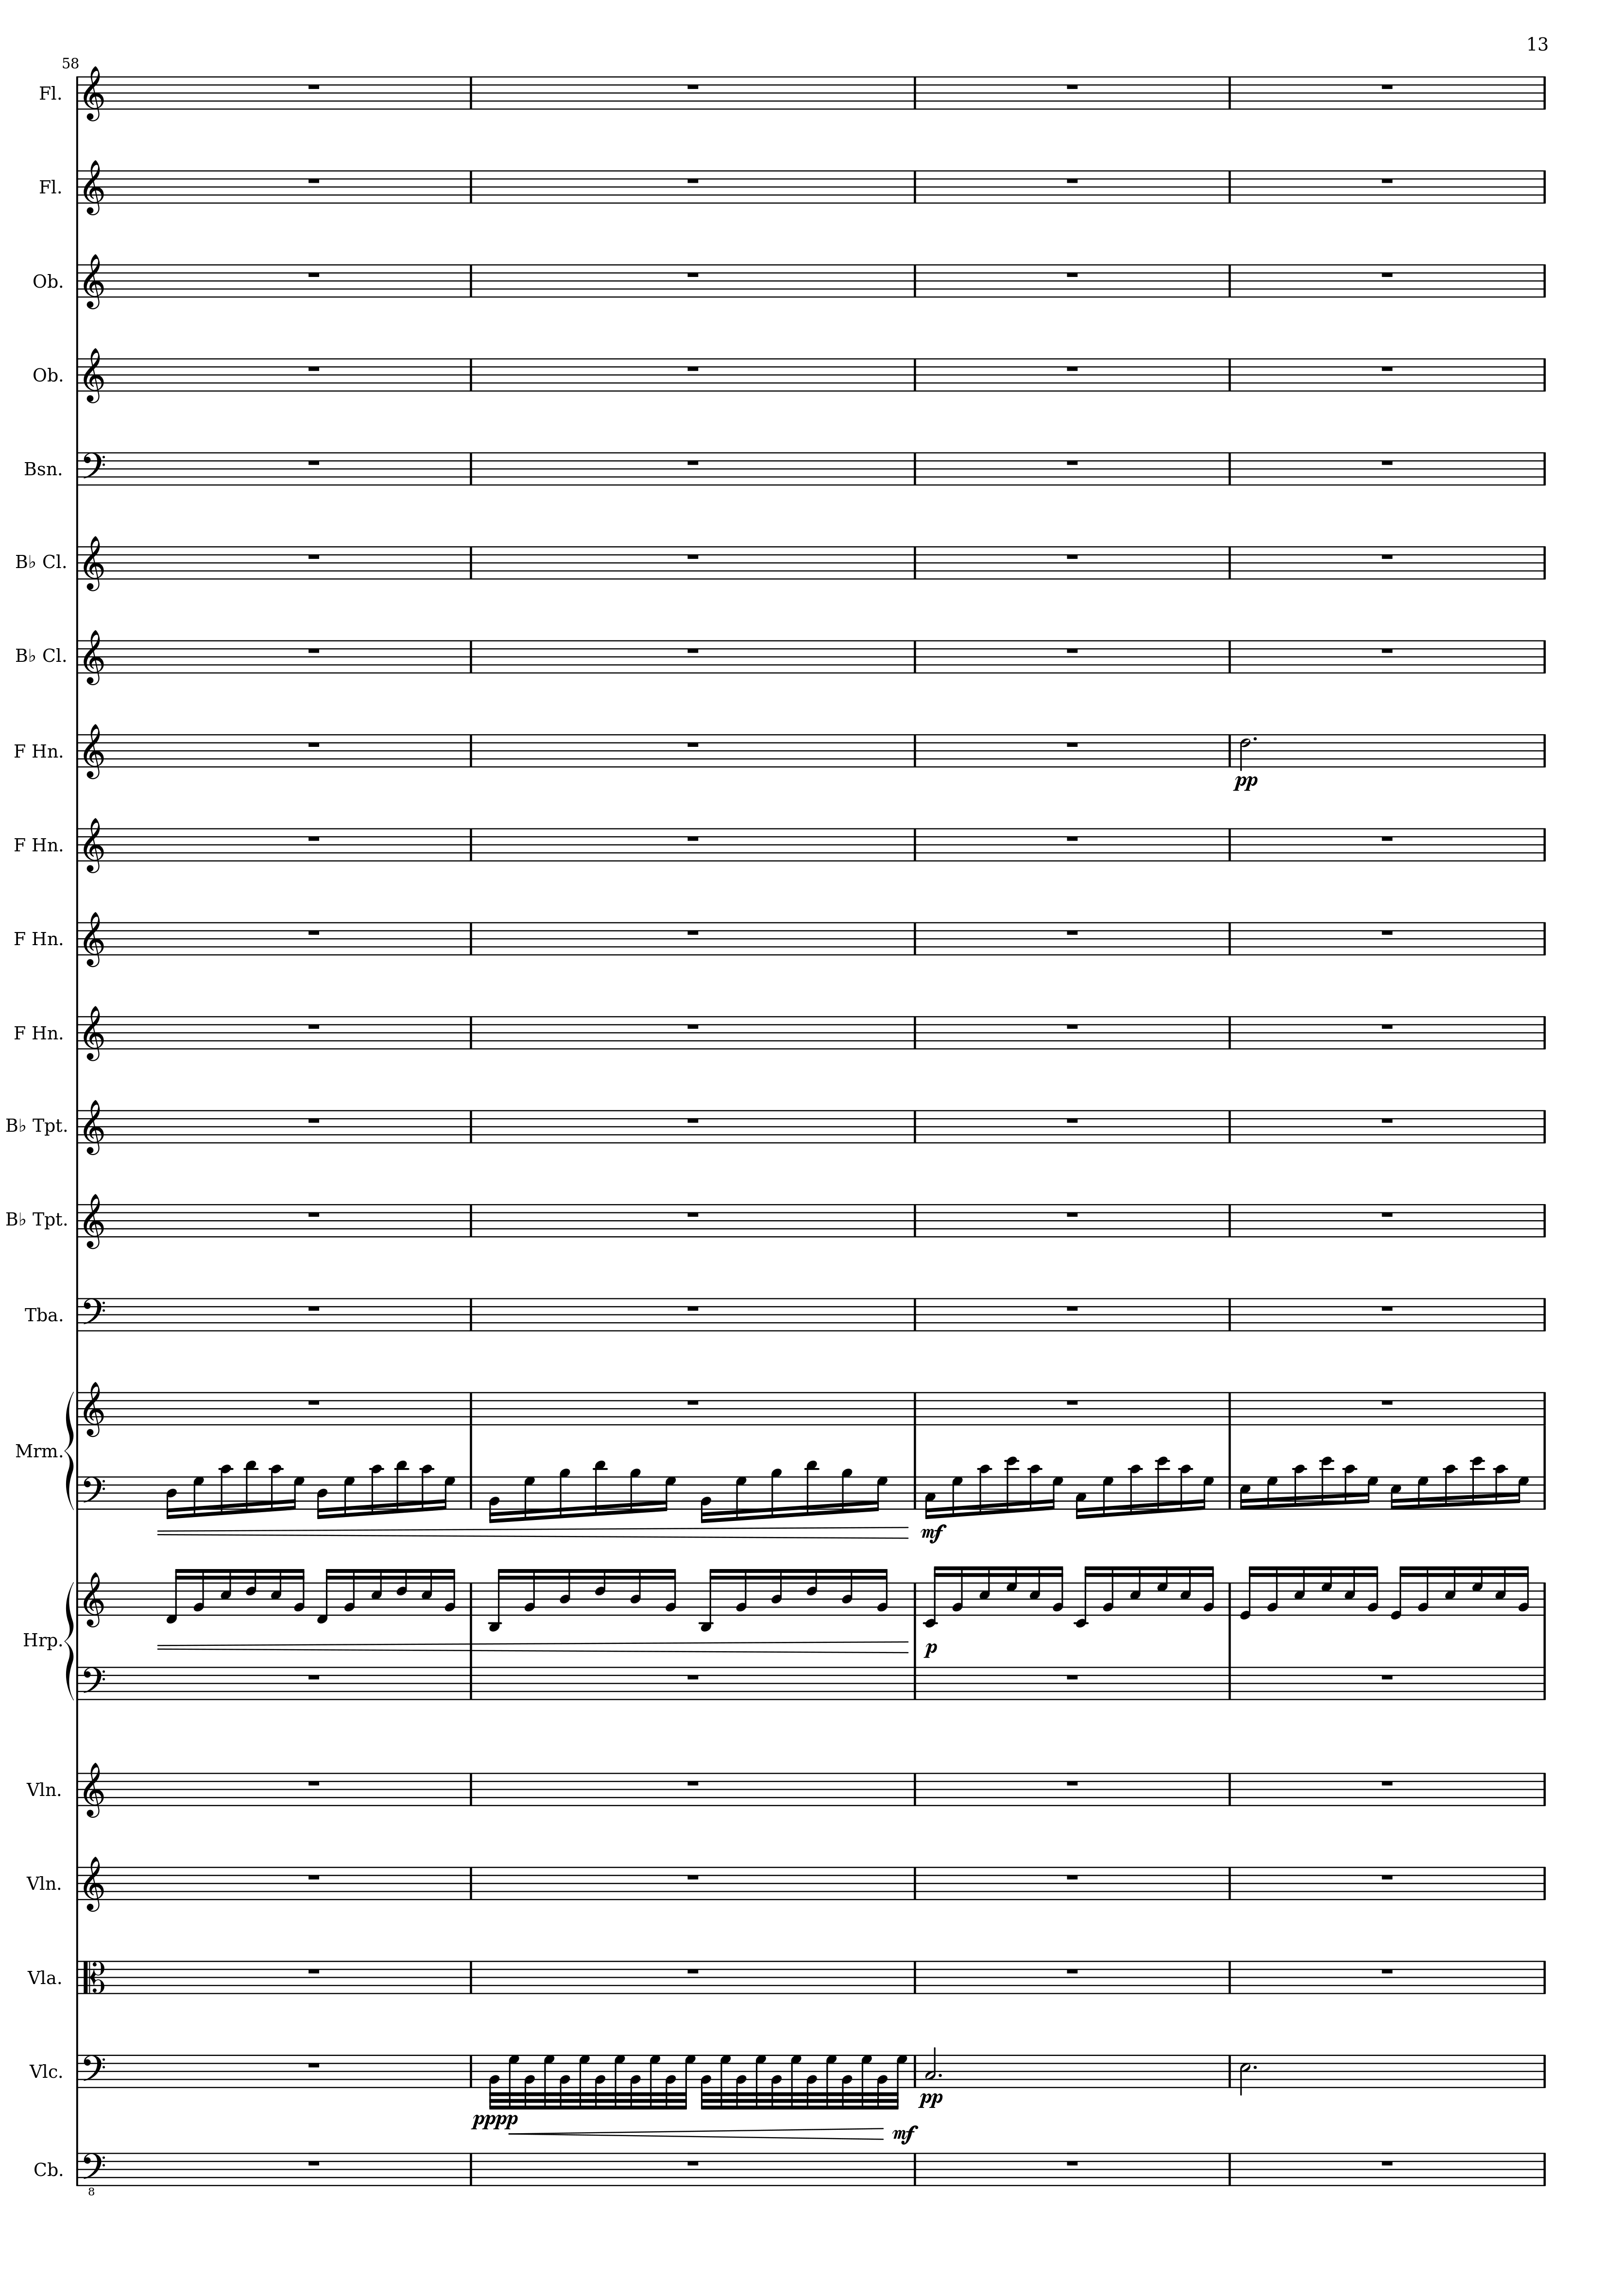 13
58
Fl.
Fl.
Ob.
Ob.
Bsn.
B♭ Cl.
B♭ Cl.
F Hn.
pp
F Hn.
F Hn.
F Hn.
B♭ Tpt.
B♭ Tpt.
Tba.
Mrm.
mf
Hrp.
p
Vln.
Vln.
Vla.
Vlc.
pppp mf pp
Cb.
8